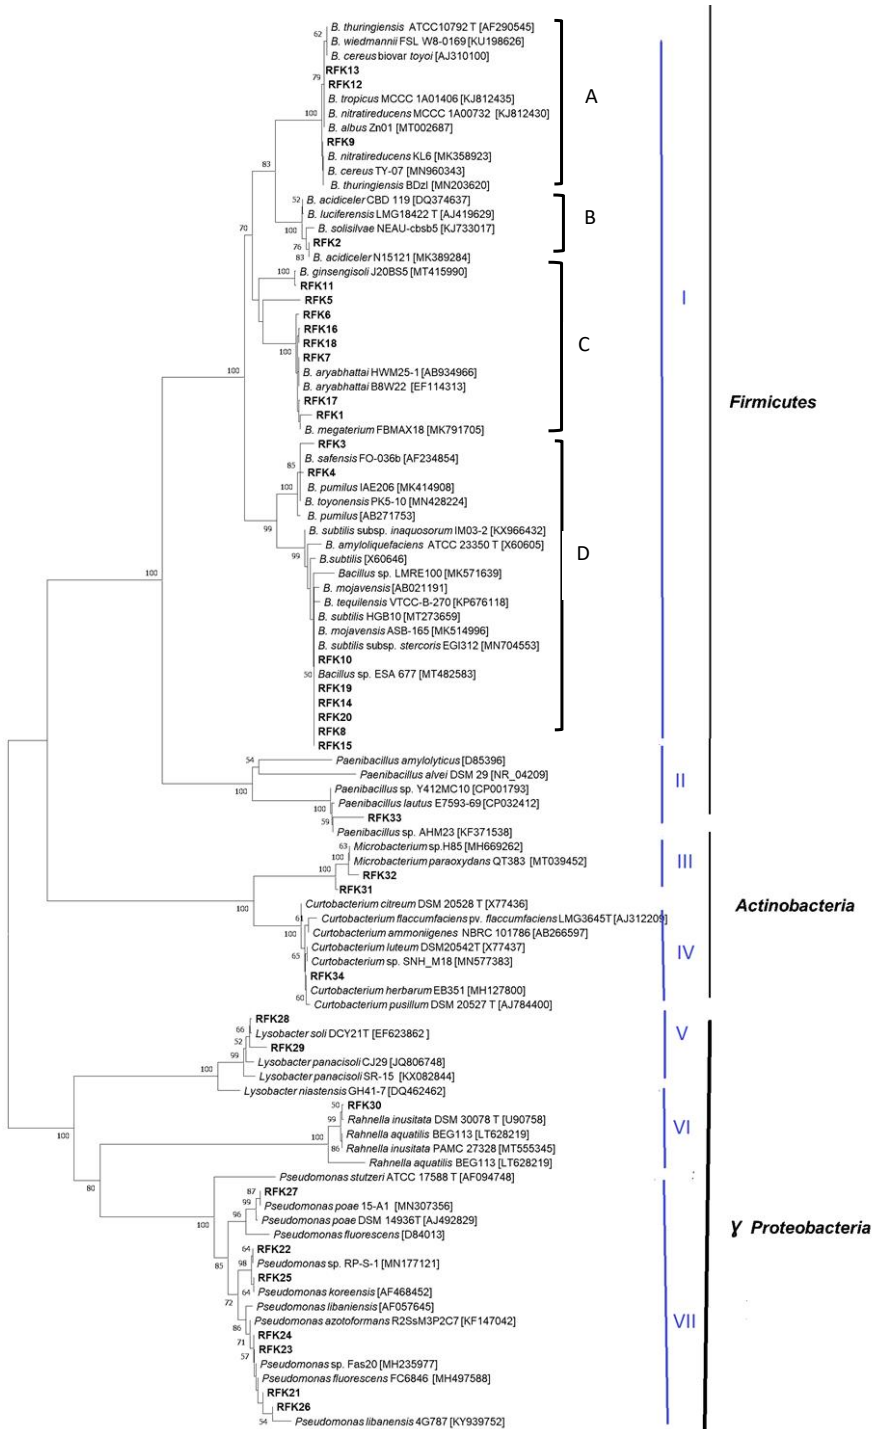 B. thuringiensis ATCC10792 T [AF290545]
62
B. wiedmannii FSL W8-0169 [KU198626]
B. cereus biovar toyoi [AJ310100]
RFK13
79
RFK12
B. tropicus MCCC 1A01406 [KJ812435]
A
B. nitratireducens MCCC 1A00732 [KJ812430]
100
B. albus Zn01 [MT002687]
RFK9
B. nitratireducens KL6 [MK358923]
83
B. cereus TY-07 [MN960343]
B. thuringiensis BDzl [MN203620]
52
B. acidiceler CBD 119 [DQ374637]
B. luciferensis LMG18422 T [AJ419629]
B
100
B. solisilvae NEAU-cbsb5 [KJ733017]
70
RFK2
76
83
B. acidiceler N15121 [MK389284]
100
B. ginsengisoli J20BS5 [MT415990]
RFK11
I
RFK5
RFK6
RFK16
RFK18
C
100
RFK7
100
B. aryabhattai HWM25-1 [AB934966]
B. aryabhattai B8W22 [EF114313]
RFK17
Firmicutes
RFK1
B. megaterium FBMAX18 [MK791705]
RFK3
B. safensis FO-036b [AF234854]
85
RFK4
100
B. pumilus IAE206 [MK414908]
B. toyonensis PK5-10 [MN428224]
B. pumilus [AB271753]
99
B. subtilis subsp. inaquosorum IM03-2 [KX966432]
B. amyloliquefaciens ATCC 23350 T [X60605]
D
99
B.subtilis [X60646]
Bacillus sp. LMRE100 [MK571639]
100
B. mojavensis [AB021191]
B. tequilensis VTCC-B-270 [KP676118]
B. subtilis HGB10 [MT273659]
B. mojavensis ASB-165 [MK514996]
B. subtilis subsp. stercoris EGI312 [MN704553]
RFK10
50
Bacillus sp. ESA 677 [MT482583]
RFK19
RFK14
RFK20
RFK8
RFK15
54
Paenibacillus amylolyticus [D85396]
Paenibacillus alvei DSM 29 [NR_04209]
II
100
Paenibacillus sp. Y412MC10 [CP001793]
100
Paenibacillus lautus E7593-69 [CP032412]
59
RFK33
Paenibacillus sp. AHM23 [KF371538]
63
Microbacterium sp.H85 [MH669262]
III
100
Microbacterium paraoxydans QT383 [MT039452]
100
RFK32
RFK31
100
Curtobacterium citreum DSM 20528 T [X77436]
Actinobacteria
61
Curtobacterium flaccumfaciens pv. flaccumfaciens LMG3645T [AJ312209]
100
Curtobacterium ammoniigenes NBRC 101786 [AB266597]
65
Curtobacterium luteum DSM20542T [X77437]
IV
Curtobacterium sp. SNH_M18 [MN577383]
RFK34
60
Curtobacterium herbarum EB351 [MH127800]
Curtobacterium pusillum DSM 20527 T [AJ784400]
RFK28
66
Lysobacter soli DCY21T [EF623862 ]
V
52
RFK29
99
Lysobacter panacisoli CJ29 [JQ806748]
Lysobacter panacisoli SR-15 [KX082844]
100
Lysobacter niastensis GH41-7 [DQ462462]
50
RFK30
99
Rahnella inusitata DSM 30078 T [U90758]
VI
100
100
Rahnella aquatilis BEG113 [LT628219]
86
Rahnella inusitata PAMC 27328 [MT555345]
Rahnella aquatilis BEG113 [LT628219]
80
Pseudomonas stutzeri ATCC 17588 T [AF094748]
87
RFK27
99
Pseudomonas poae 15-A1 [MN307356]
96
Pseudomonas poae DSM 14936T [AJ492829]
100
Pseudomonas fluorescens [D84013]
Ɣ Proteobacteria
64
RFK22
85
98
Pseudomonas sp. RP-S-1 [MN177121]
RFK25
64
Pseudomonas koreensis [AF468452]
72
Pseudomonas libaniensis [AF057645]
86
Pseudomonas azotoformans R2SsM3P2C7 [KF147042]
VII
71
RFK24
57
RFK23
Pseudomonas sp. Fas20 [MH235977]
Pseudomonas fluorescens FC6846 [MH497588]
RFK21
RFK26
54
Pseudomonas libanensis 4G787 [KY939752]